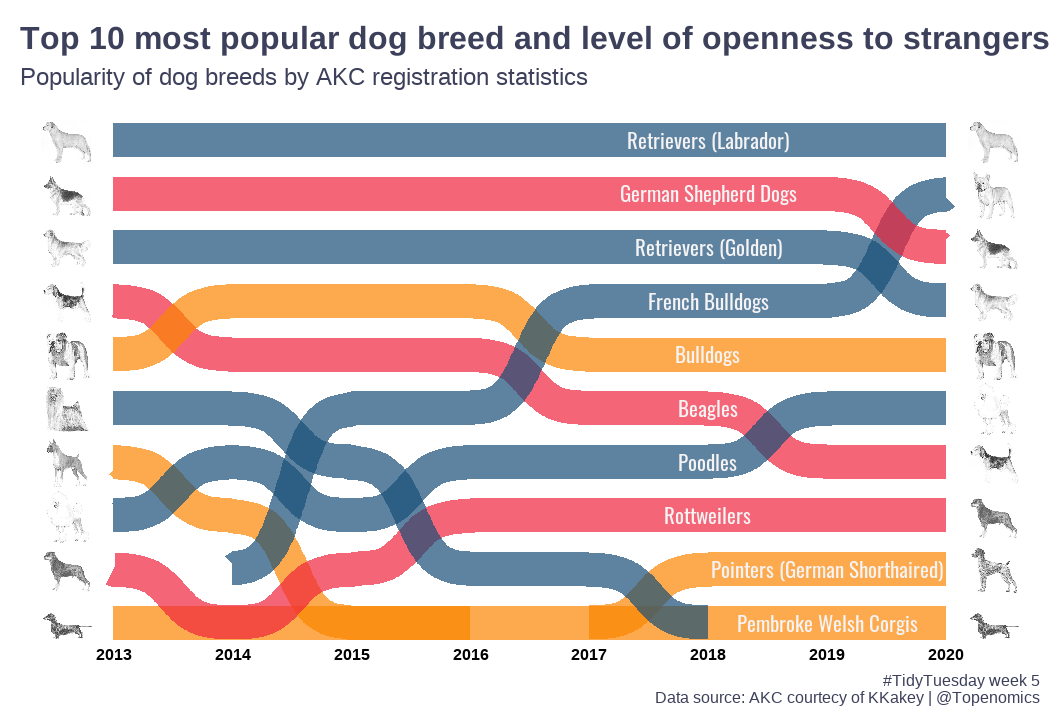 Top 10 most popular dog breed and level of openness to strangers
Popularity of dog breeds by AKC registration statistics
Retrievers (Labrador)
German Shepherd Dogs
Retrievers (Golden)
French Bulldogs
Bulldogs
Beagles
Poodles
Rottweilers
Pointers (German Shorthaired)
Pembroke Welsh Corgis
2013 2014 2015 2016 2017 2018 2019 2020
#TidyTuesday week 5
Data source: AKC courtecy of KKakey | @Topenomics